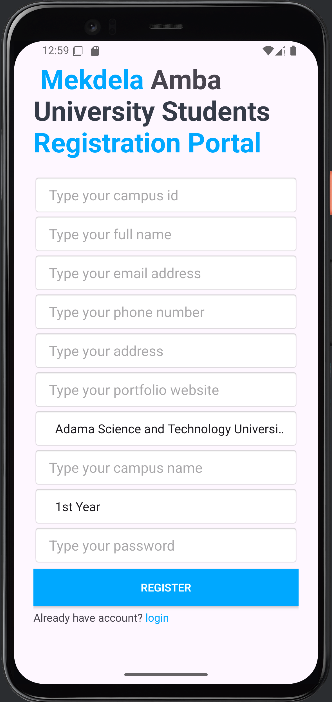 12:59
Mekdela Amba
University Students
Registration Portal
Type your campus id
Type your full name
Type your email address
Type your phone number
Type your address
Type your portfolio website
Adama Science and Technology Universi..
Type your campus name
1st Year
Type your password
REGISTER
Already have account? login